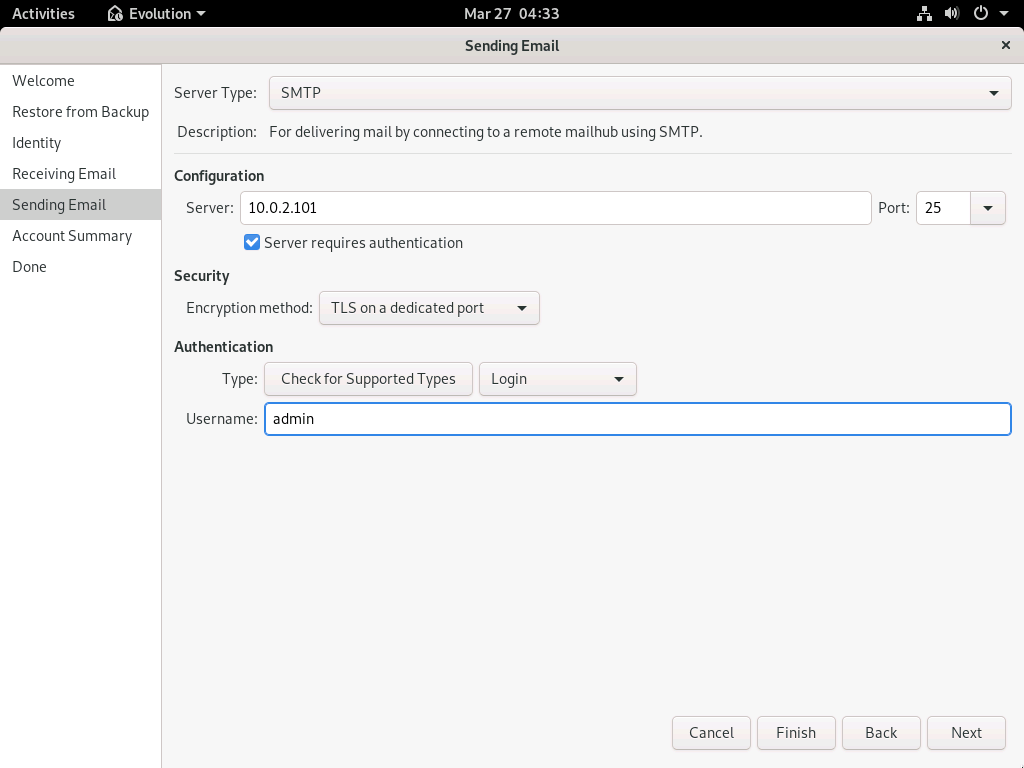 Activities Evolution Mar 27 04:33
Sending Email
Welcome
Restore from Backup
Identity
Receiving Email
Sending Email
Account Summary
Done
Server Type: SMTP
Description: For delivering mail by connecting to a remote mailhub using SMTP.
Configuration
Server: 10.0.2.101 Port: 25
Server requires authentication
Security
Encryption method: TLS on a dedicated port
Authentication
Type: Check for Supported Types Login
Username: admin
Cancel Finish Back Next